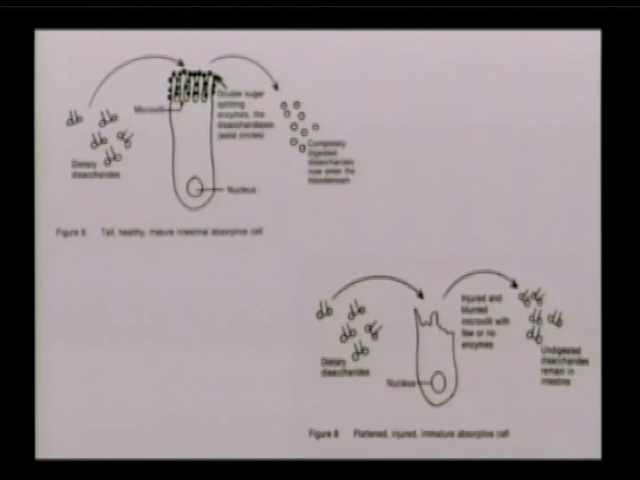 Double sugar
splitting
enzymes, the
disaccharidases
(solid circles)
Microvilli
Dietary
disaccharides
Completely
digested
disaccharides
now enter the
bloodstream
Nucleus
Figure 6 Tall, healthy, mature intestinal absorptive cell
Injured and
blunted
microvilli with
few or no
enzymes
Dietary
disaccharides
Undigested
disaccharides
remain in
intestine
Nucleus
Figure 8 Flattened, injured, immature absorptive cell